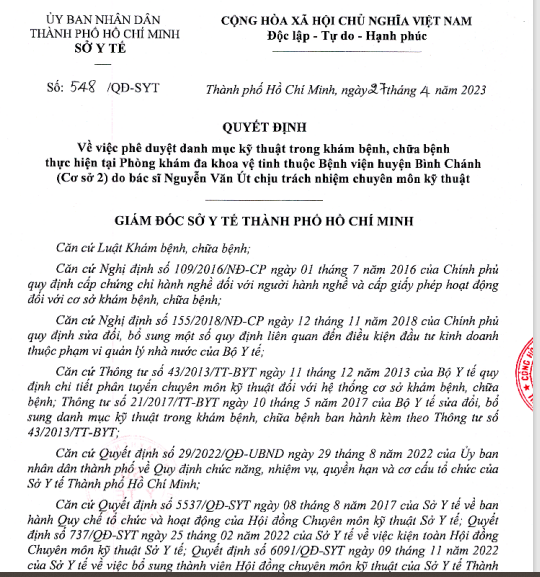 ỦY BAN NHÂN DÂN
THÀNH PHỐ HỒ CHÍ MINH
SỞ Y TẾ
CỘNG HÒA XÃ HỘI CHỦ NGHĨA VIỆT NAM
Độc lập - Tự do - Hạnh phúc
Số: 548 /QĐ-SYT
Thành phố Hồ Chí Minh, ngày 27 tháng 4 năm 2023
QUYẾT ĐỊNH
Về việc phê duyệt danh mục kỹ thuật trong khám bệnh, chữa bệnh
thực hiện tại Phòng khám đa khoa vệ tinh thuộc Bệnh viện huyện Bình Chánh
(Cơ sở 2) do bác sĩ Nguyễn Văn Út chịu trách nhiệm chuyên môn kỹ thuật
GIÁM ĐỐC SỞ Y TẾ THÀNH PHỐ HỒ CHÍ MINH
Căn cứ Luật Khám bệnh, chữa bệnh;
Căn cứ Nghị định số 109/2016/NĐ-CP ngày 01 tháng 7 năm 2016 của Chính phủ
quy định cấp chứng chỉ hành nghề đối với người hành nghề và cấp giấy phép hoạt động
đối với cơ sở khám bệnh, chữa bệnh;
Căn cứ Nghị định số 155/2018/NĐ-CP ngày 12 tháng 11 năm 2018 của Chính phủ
quy định sửa đổi, bổ sung một số quy định liên quan đến điều kiện đầu tư kinh doanh
thuộc phạm vi quản lý nhà nước của Bộ Y tế;
Căn cứ Thông tư số 43/2013/TT-BYT ngày 11 tháng 12 năm 2013 của Bộ Y tế quy
định chi tiết phân tuyến chuyên môn kỹ thuật đối với hệ thống cơ sở khám bệnh, chữa
bệnh; Thông tư số 21/2017/TT-BYT ngày 10 tháng 5 năm 2017 của Bộ Y tế sửa đổi, bổ
sung danh mục kỹ thuật trong khám bệnh, chữa bệnh ban hành kèm theo Thông tư số
43/2013/TT-BYT;
Căn cứ Quyết định số 29/2022/QĐ-UBND ngày 29 tháng 8 năm 2022 của Ủy ban
nhân dân thành phố về Quy định chức năng, nhiệm vụ, quyền hạn và cơ cấu tổ chức của
Sở Y tế Thành phố Hồ Chí Minh;
Căn cứ Quyết định số 5537/QĐ-SYT ngày 08 tháng 8 năm 2017 của Sở Y tế về ban
hành Quy chế tổ chức và hoạt động của Hội đồng Chuyên môn kỹ thuật Sở Y tế; Quyết
định số 737/QĐ-SYT ngày 25 tháng 02 năm 2022 của Sở Y tế về việc kiện toàn Hội đồng
Chuyên môn kỹ thuật Sở Y tế; Quyết định số 6091/QĐ-SYT ngày 09 tháng 11 năm 2022
của Sở Y tế về việc bổ sung thành viên Hội đồng chuyên môn kỹ thuật của Sở Y tế Thành